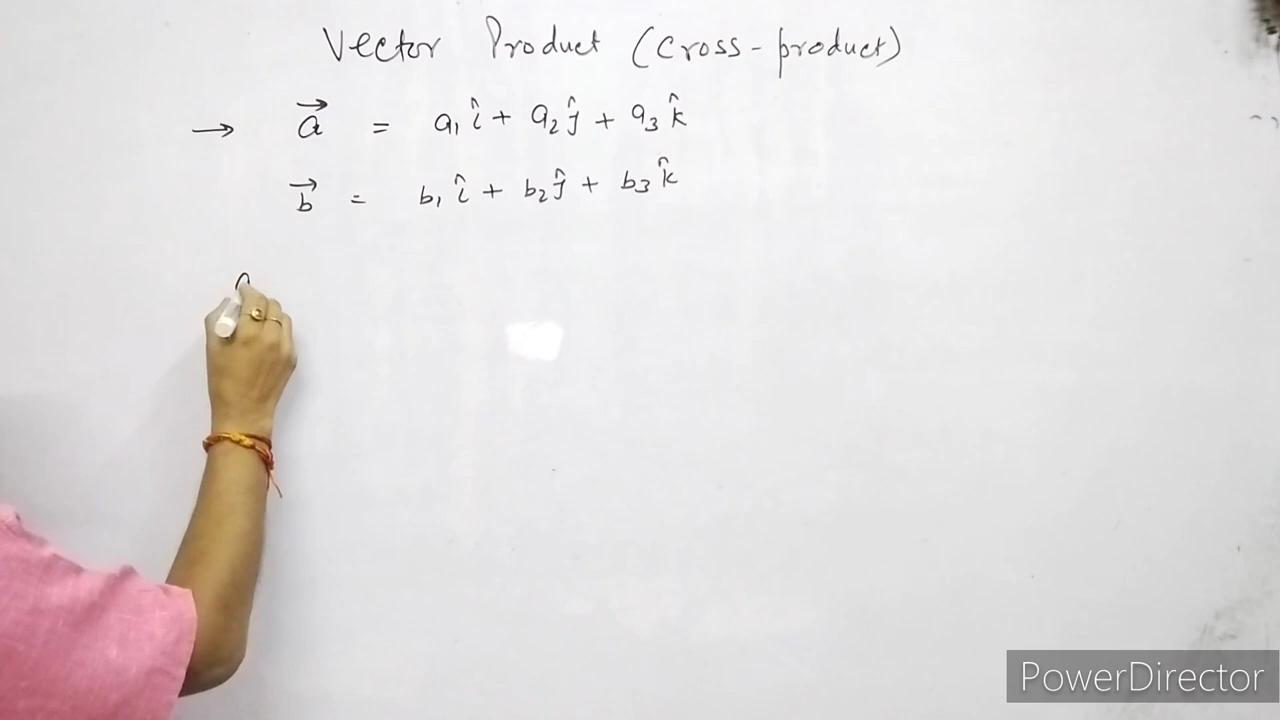 Vector Product (Cross-product)
→ a⃗ = a₁î + a₂ĵ + a₃k̂
b⃗ = b₁î + b₂ĵ + b₃k̂
PowerDirector